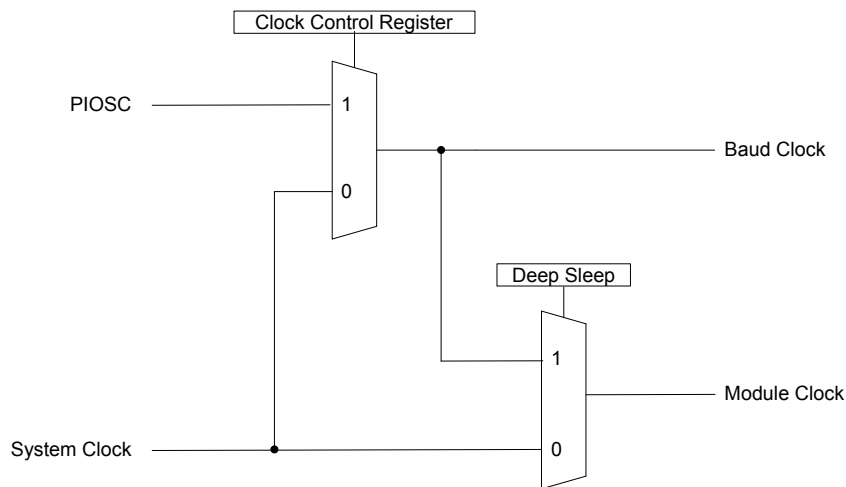 Clock Control Register
PIOSC
1
Baud Clock
0
Deep Sleep
1
Module Clock
System Clock
0